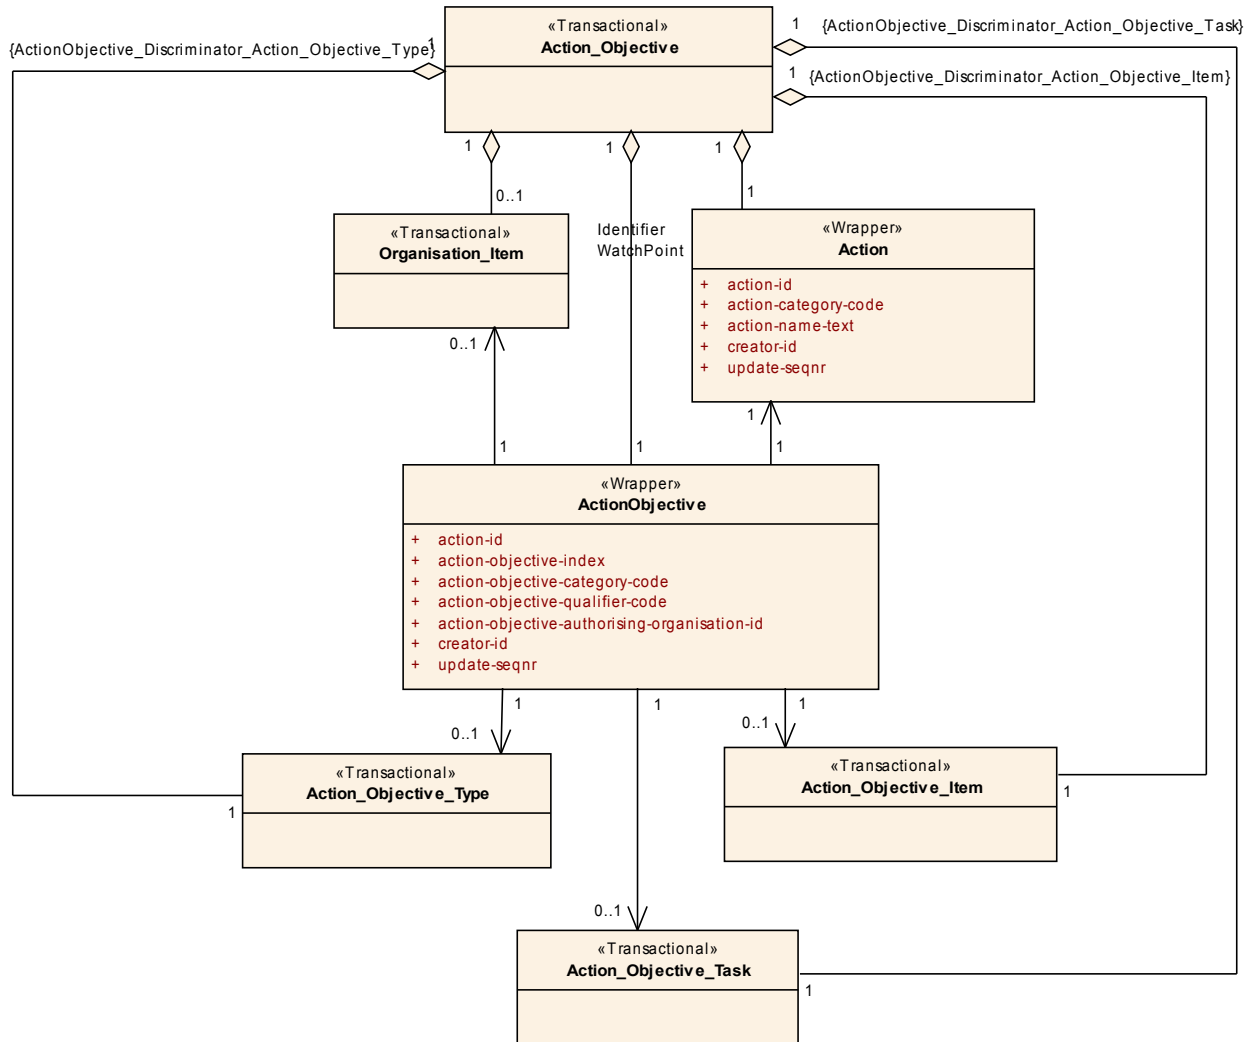 «Transactional»
Action_Objective
{ActionObjective_Discriminator_Action_Objective_Type}
1
1
{ActionObjective_Discriminator_Action_Objective_Task}
1
{ActionObjective_Discriminator_Action_Objective_Item}
1
1
1
0..1
1
«Transactional»
Organisation_Item
Identifier
WatchPoint
«Wrapper»
Action
+ action-id
+ action-category-code
+ action-name-text
+ creator-id
+ update-seqnr
0..1
1
1
1
1
«Wrapper»
ActionObjective
+ action-id
+ action-objective-index
+ action-objective-category-code
+ action-objective-qualifier-code
+ action-objective-authorising-organisation-id
+ creator-id
+ update-seqnr
1
1
1
0..1
0..1
«Transactional»
Action_Objective_Type
1
«Transactional»
Action_Objective_Item
1
0..1
«Transactional»
Action_Objective_Task
1